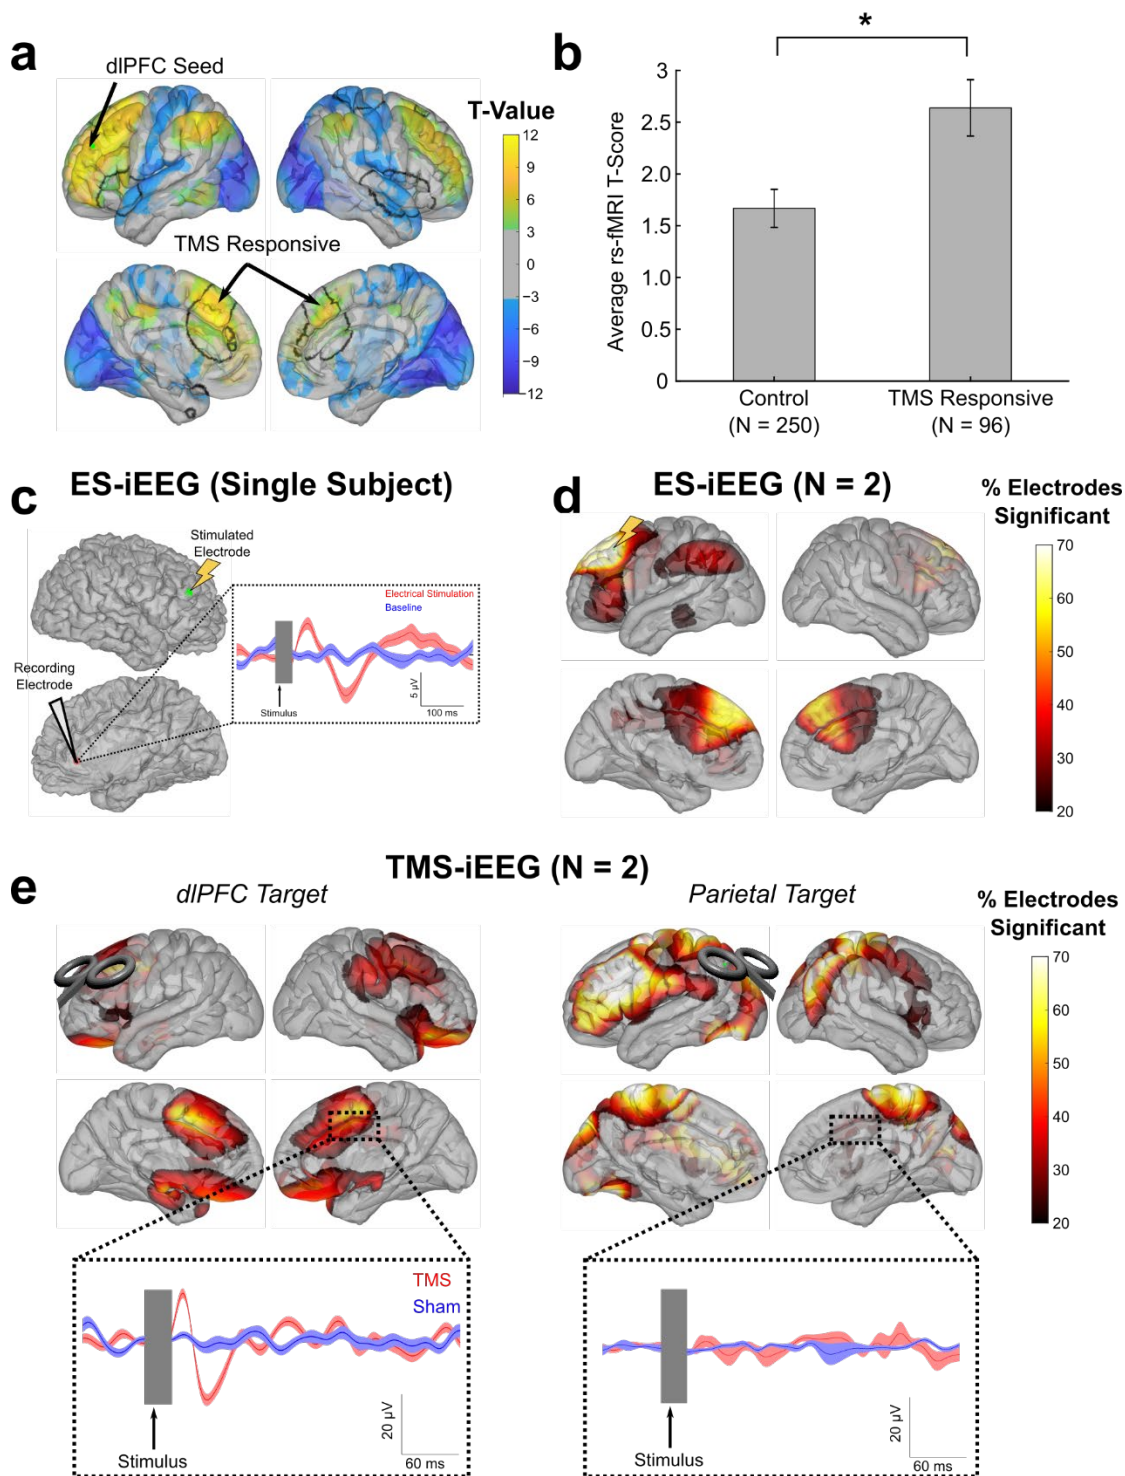 a
dlPFC Seed
T-Value
12
9
6
3
0
−3
−6
−9
−12
TMS Responsive
b
*
Average rs-fMRI T-Score
3
2.5
2.0
1.5
1.0
0.5
0
Control
(N = 250)
TMS Responsive
(N = 96)
c
ES-iEEG (Single Subject)
Stimulated
Electrode
Recording
Electrode
Electrical Stimulation
Baseline
Stimulus
5 µV
100 ms
d
ES-iEEG (N = 2)
% Electrodes
Significant
70
60
50
40
30
20
e
TMS-iEEG (N = 2)
dlPFC Target
Parietal Target
% Electrodes
Significant
70
60
50
40
30
20
TMS
Sham
Stimulus
20 µV
60 ms
Stimulus
20 µV
60 ms